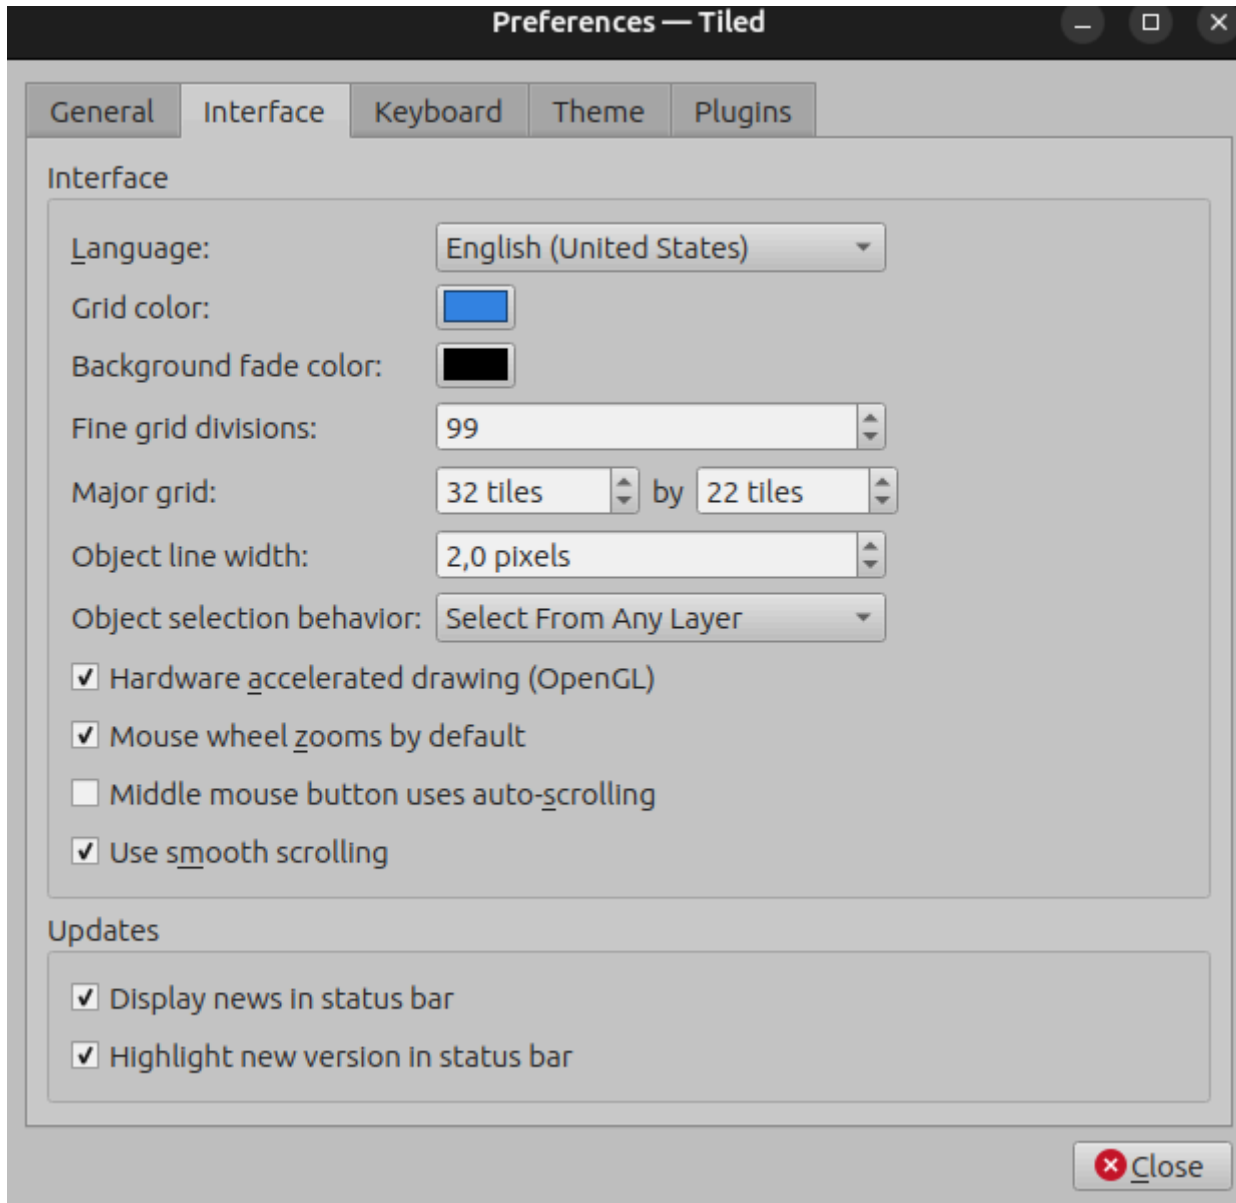 Preferences — Tiled
General Interface Keyboard Theme Plugins
Interface
Language: English (United States)
Grid color:
Background fade color:
Fine grid divisions: 99
Major grid: 32 tiles by 22 tiles
Object line width: 2,0 pixels
Object selection behavior: Select From Any Layer
Hardware accelerated drawing (OpenGL)
Mouse wheel zooms by default
Middle mouse button uses auto-scrolling
Use smooth scrolling
Updates
Display news in status bar
Highlight new version in status bar
Close